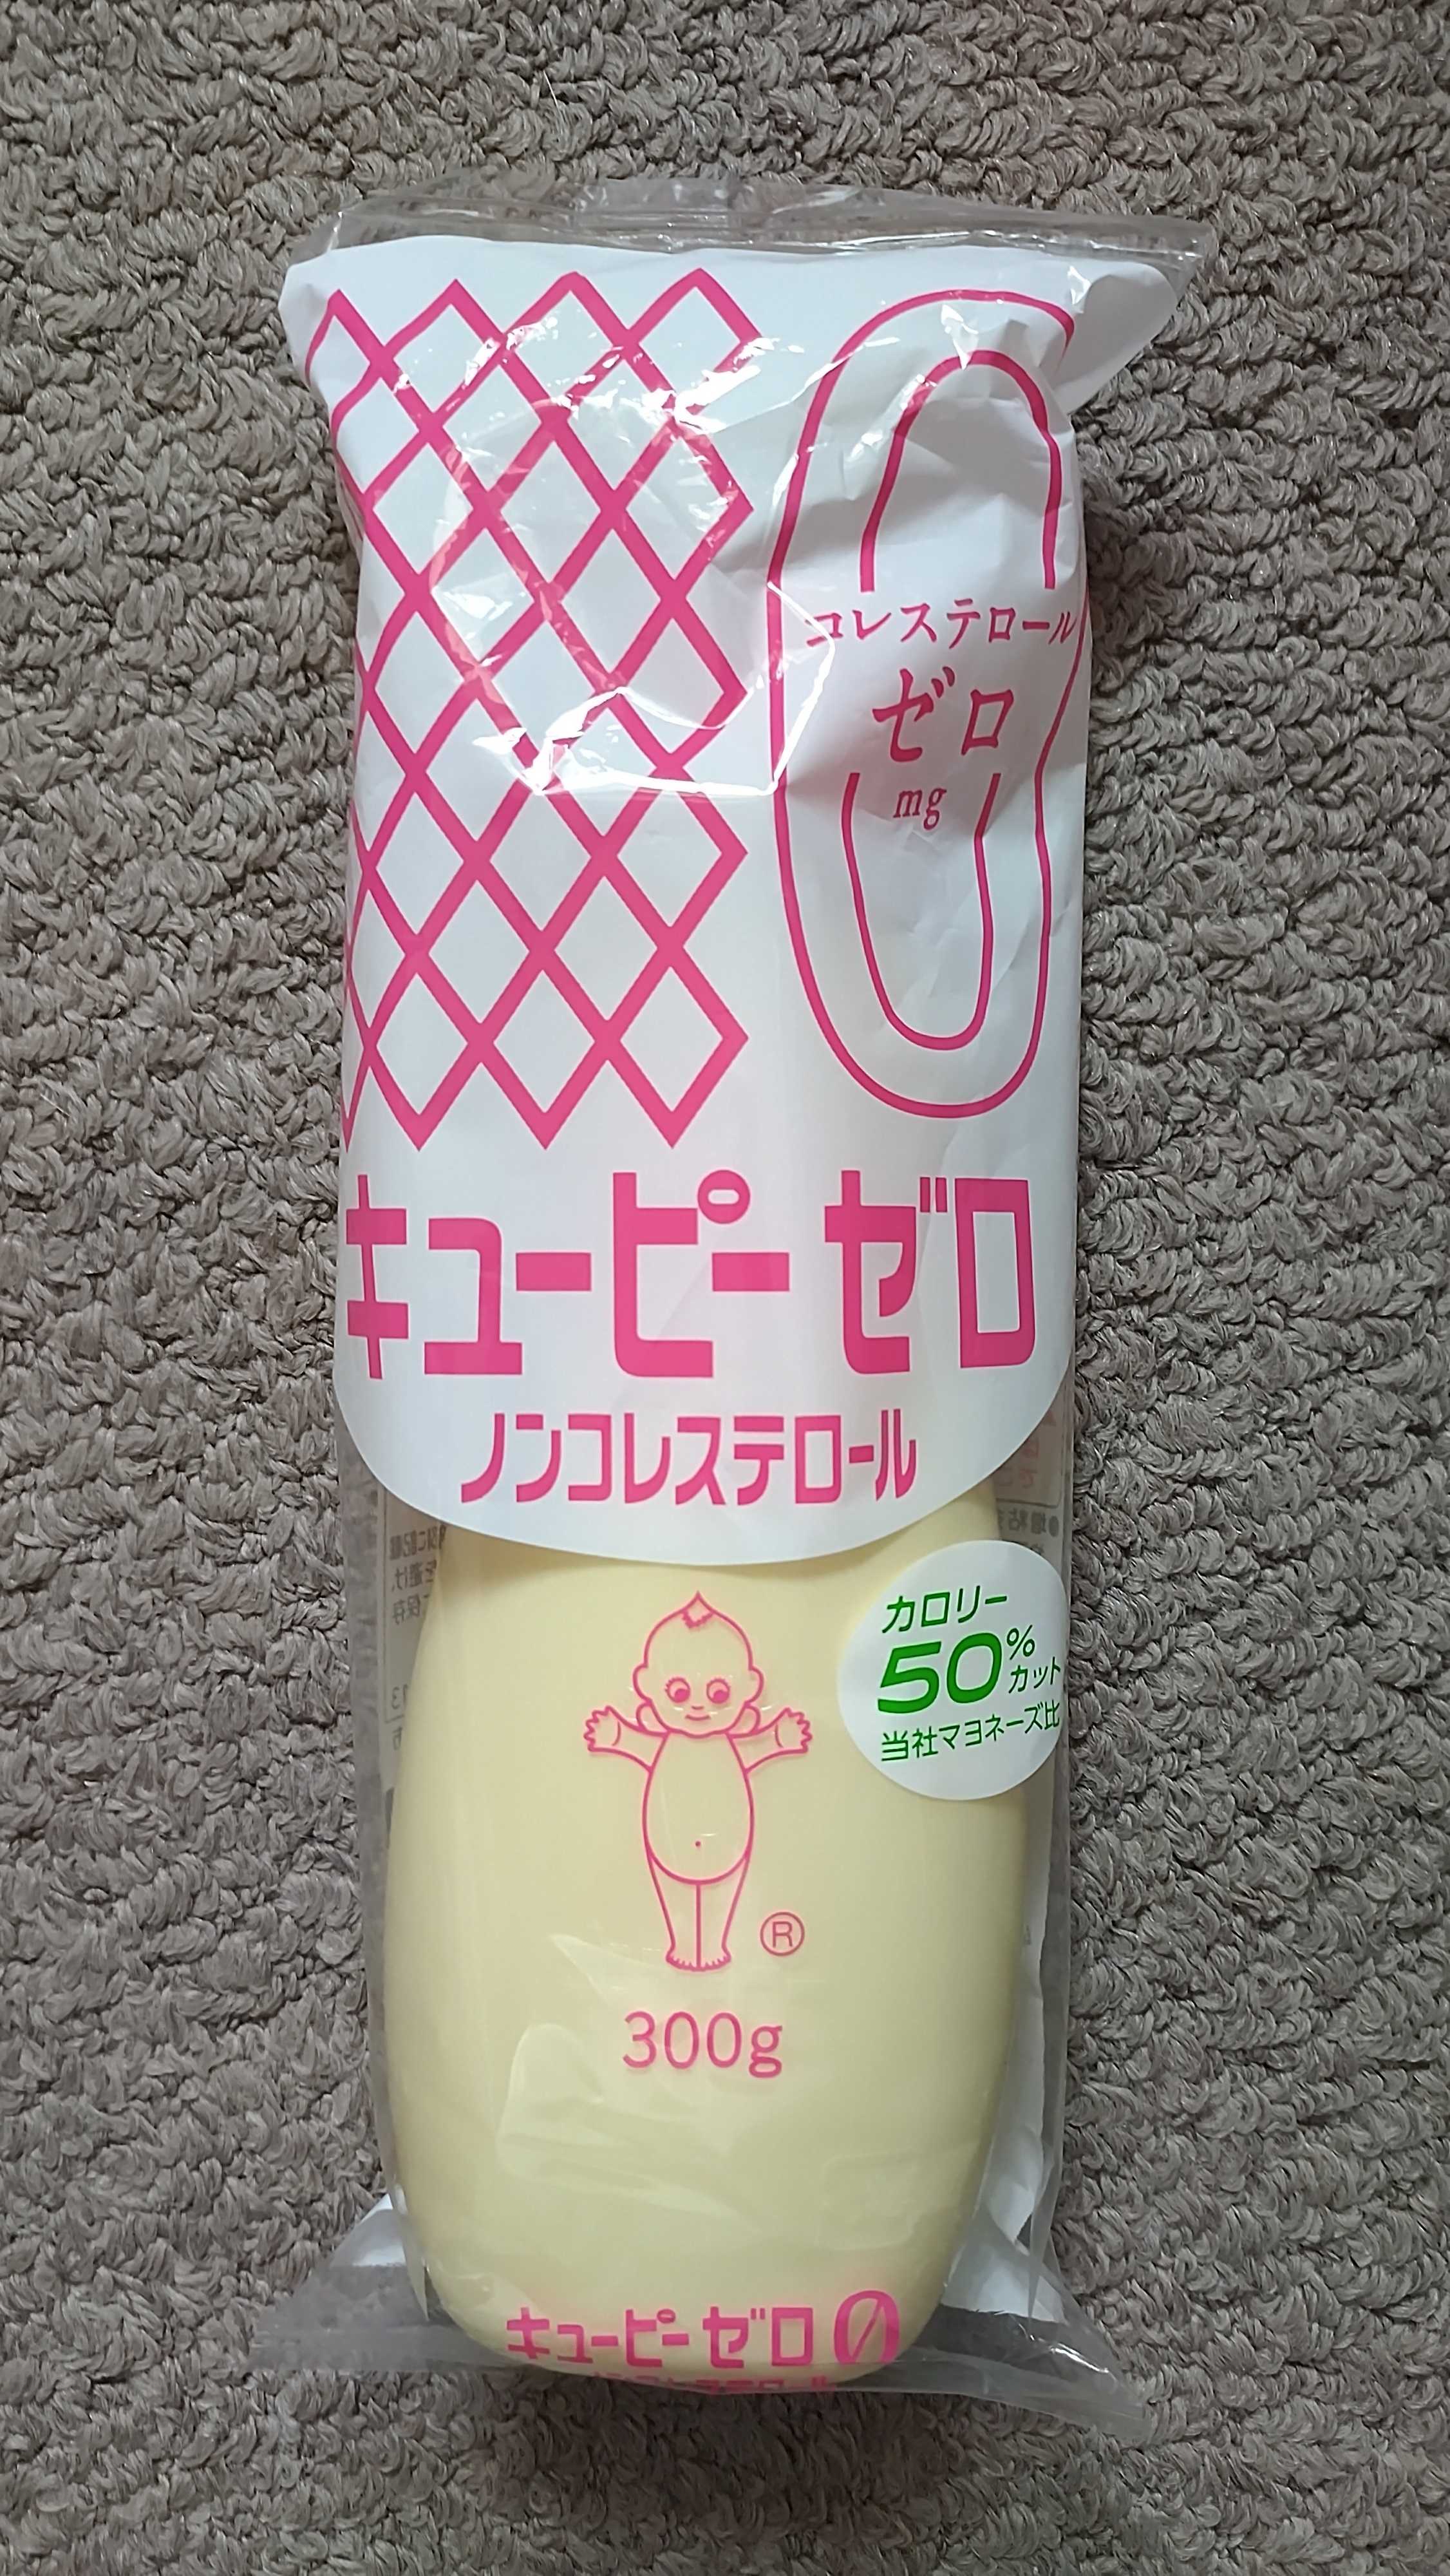 コレステロール
ゼロ
mg
キユーピー ゼロ
ノンコレステロール
カロリー
50%
カット
当社マヨネーズ比
®
300g
キユーピー ゼロ 0